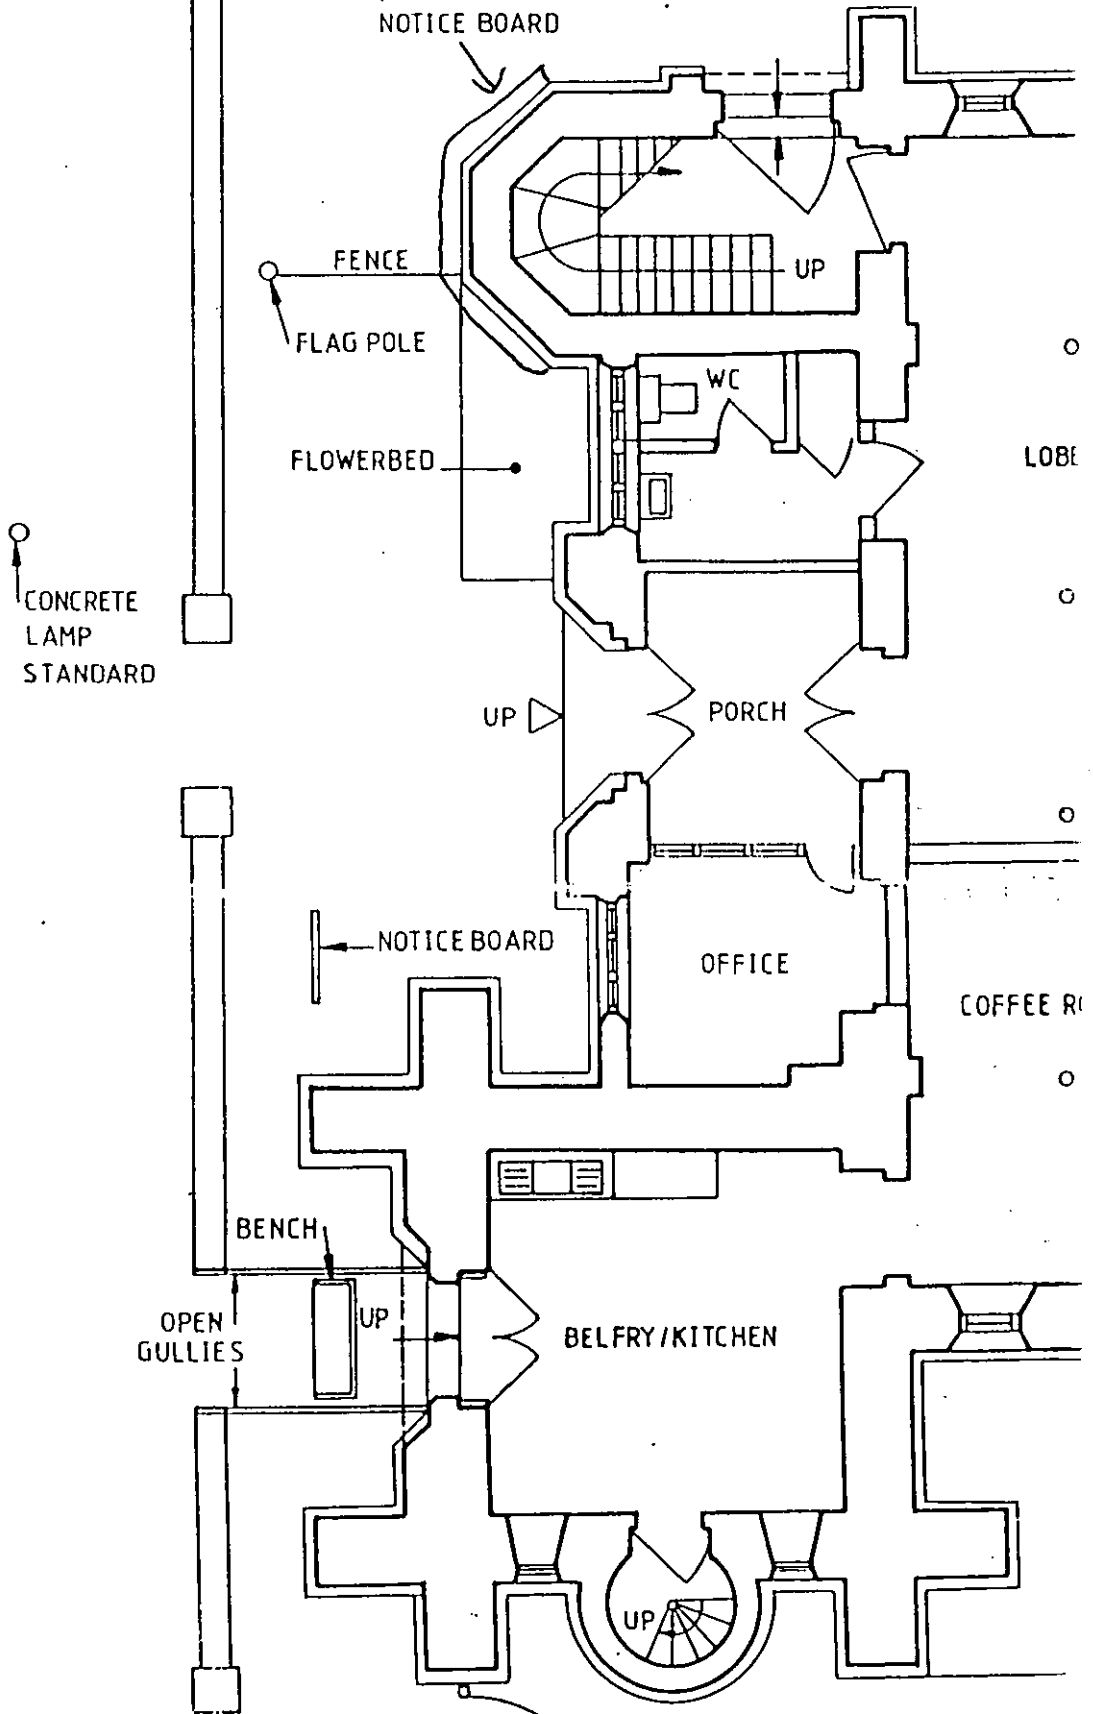 NOTICE BOARD
FENCE
UP
FLAG POLE
WC
FLOWERBED
CONCRETE
LAMP
STANDARD
UP
PORCH
NOTICE BOARD
OFFICE
BENCH
OPEN
GULLIES
UP
BELFRY/KITCHEN
UP
COFFEE